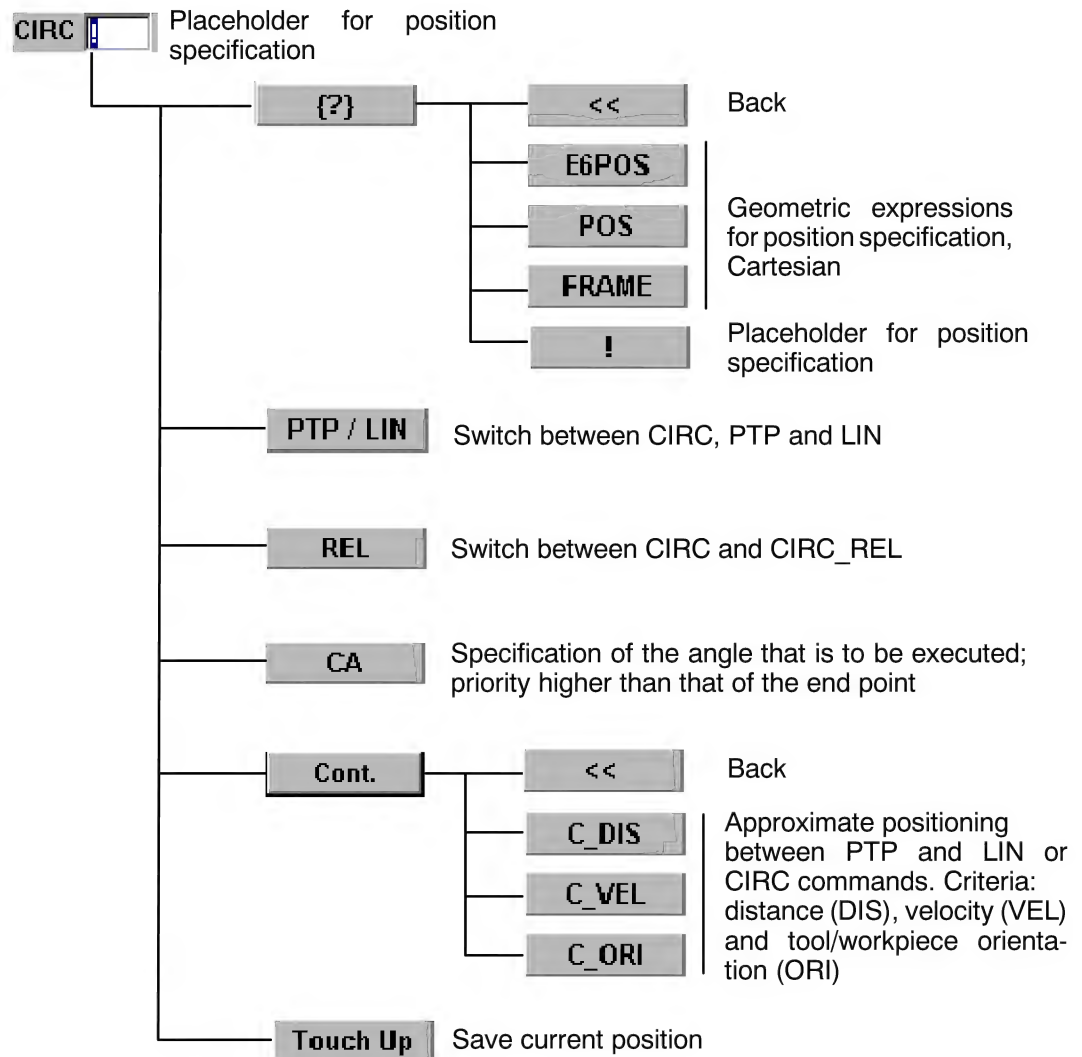 CIRC ! Placeholder for position
specification
{?}
<< Back
E6POS
POS
FRAME
Geometric expressions
for position specification,
Cartesian
! Placeholder for position
specification
PTP / LIN Switch between CIRC, PTP and LIN
REL Switch between CIRC and CIRC_REL
CA Specification of the angle that is to be executed;
priority higher than that of the end point
Cont.
<< Back
C_DIS
C_VEL
C_ORI
Approximate positioning
between PTP and LIN or
CIRC commands. Criteria:
distance (DIS), velocity (VEL)
and tool/workpiece orienta-
tion (ORI)
Touch Up Save current position